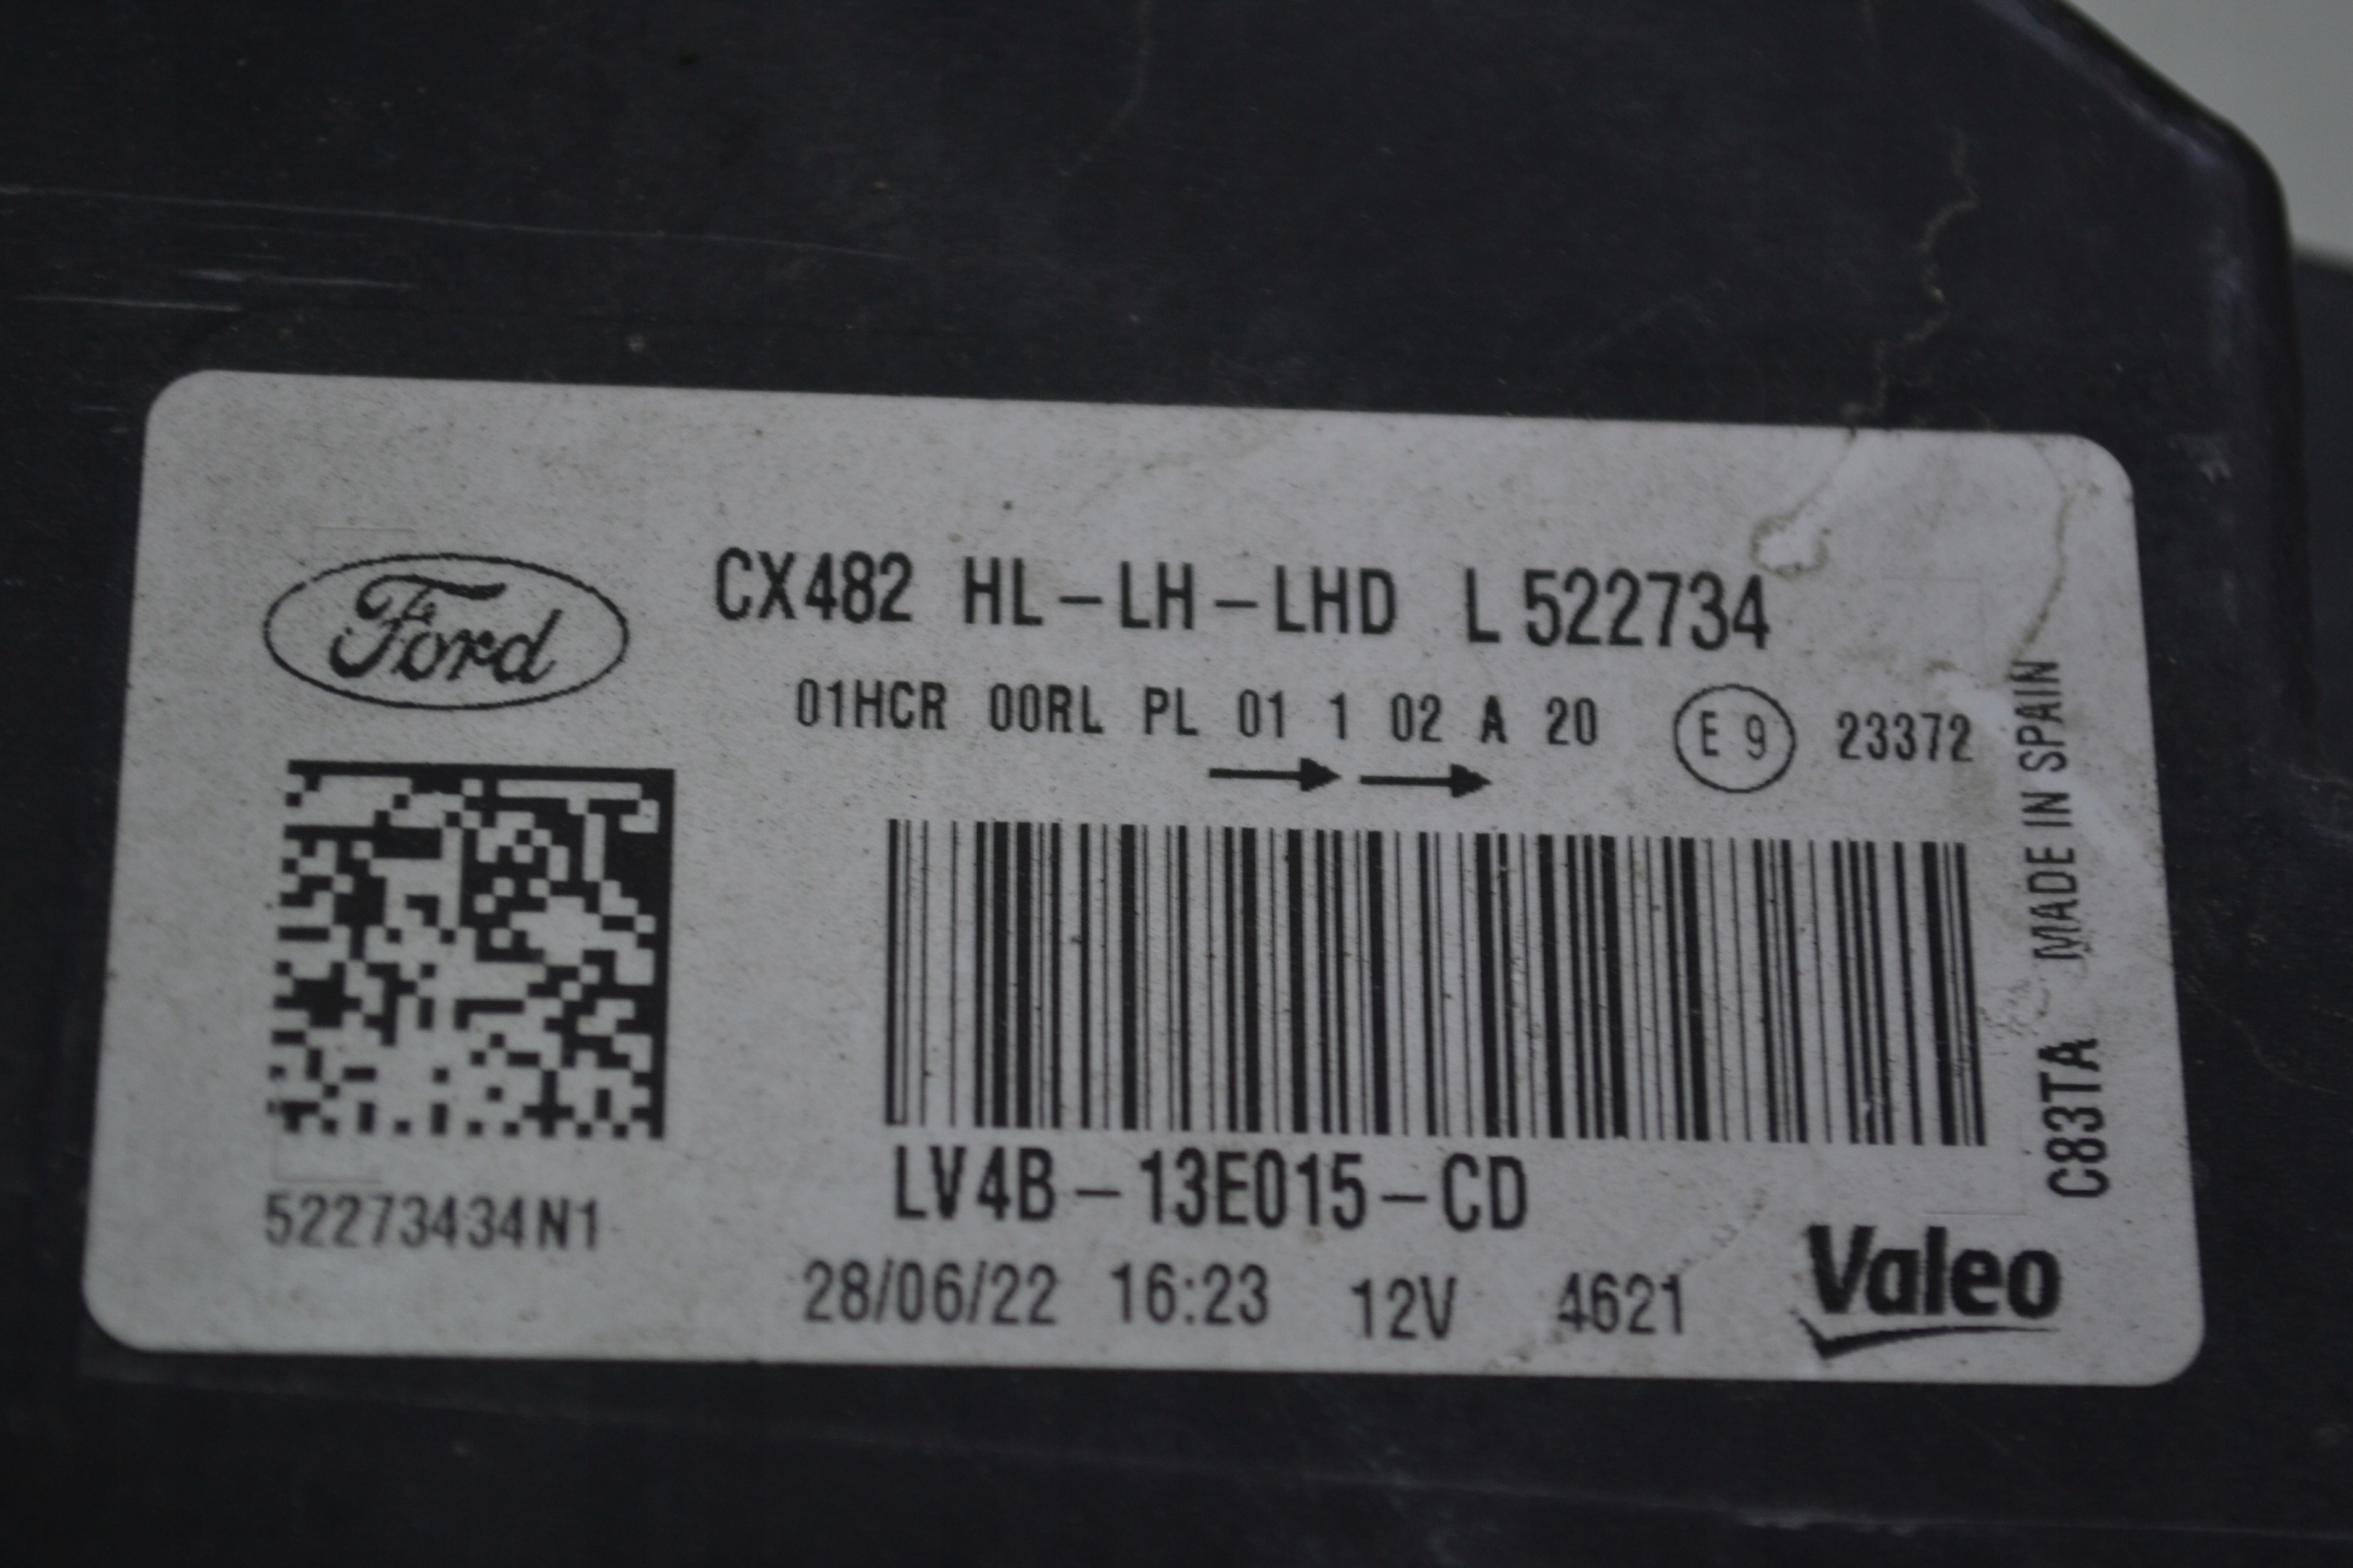 Ford
CX482 HL-LH-LHD L 522734
01HCR 00RL PL 01 1 02 A 20 E 9 23372
MADE IN SPAIN
C83TA
LV4B-13E015-CD
52273434N1
28/06/22 16:23 12V 4621
Valeo